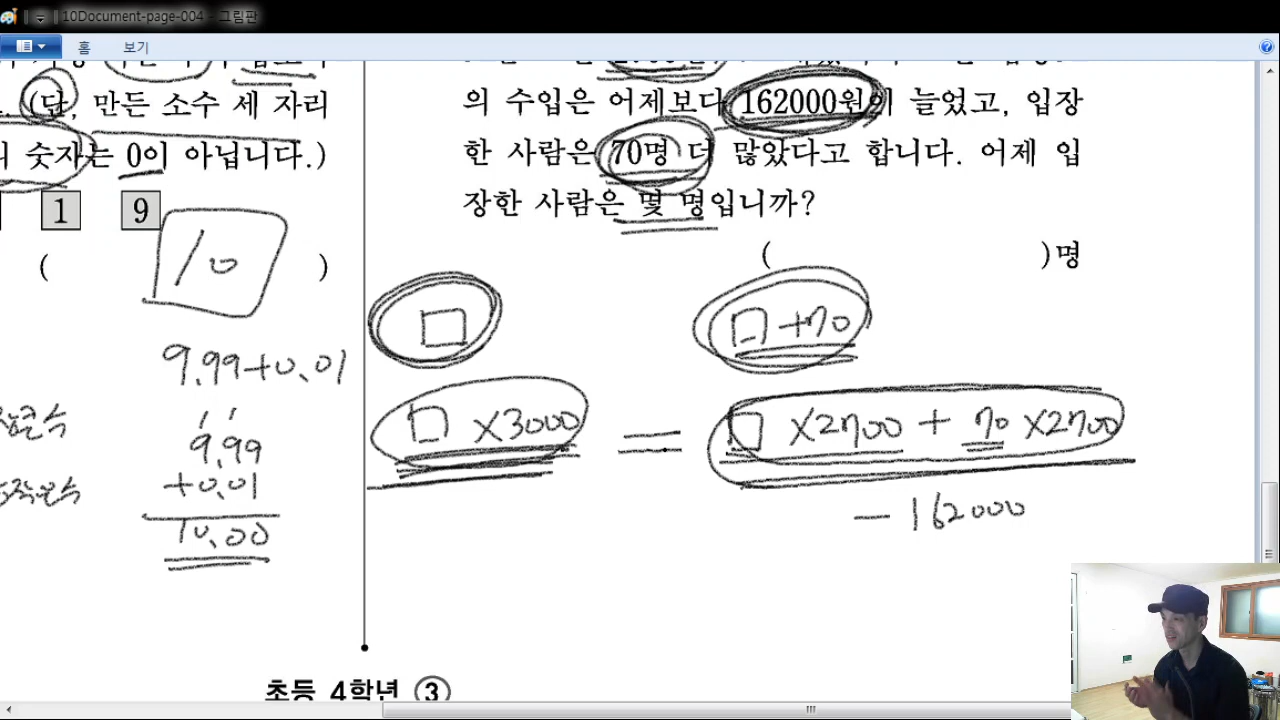 10Document-page-004 - 그림판
홈 보기
(단, 만든 소수 세 자리
숫자는 0이 아닙니다.)
1 9
( 10 )
9.99+0.01
9.99
+0.01
10.00
의 수입은 어제보다 162000원이 늘었고, 입장
한 사람은 70명 더 많았다고 합니다. 어제 입
장한 사람은 몇 명입니까?
( )명
□ □+70
□×3000 = □×2700+70×2700
-162000
초등 4학년 ③